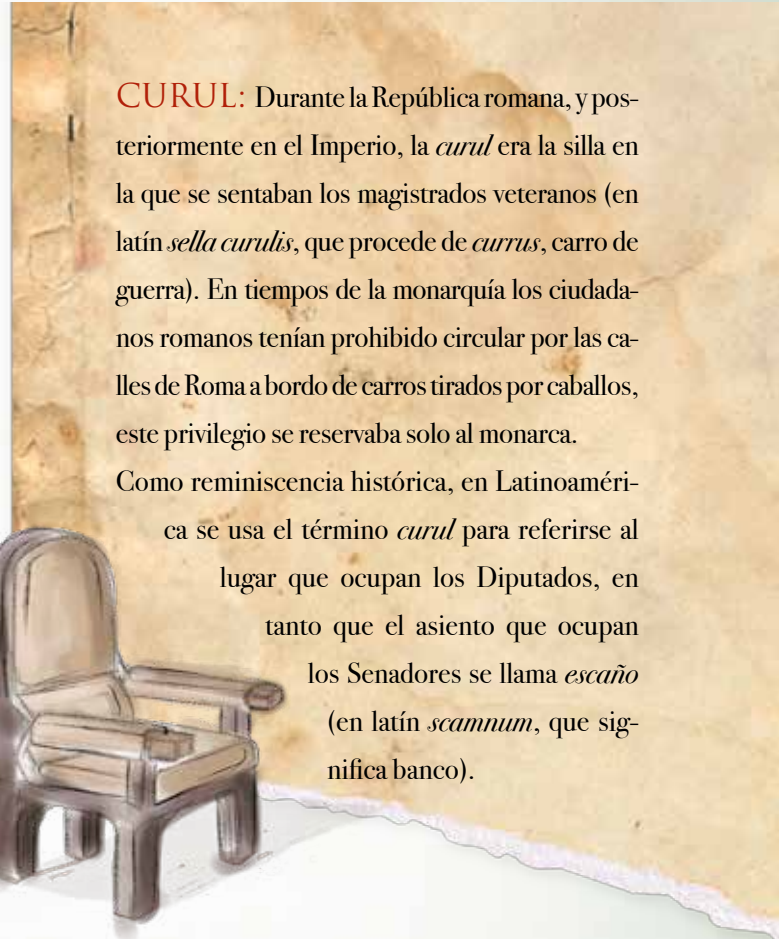 CURUL: Durante la República romana, y pos-
teriormente en el Imperio, la curul era la silla en
la que se sentaban los magistrados veteranos (en
latín sella curulis, que procede de currus, carro de
guerra). En tiempos de la monarquía los ciudada-
nos romanos tenían prohibido circular por las ca-
lles de Roma a bordo de carros tirados por caballos,
este privilegio se reservaba solo al monarca.
Como reminiscencia histórica, en Latinoaméri-
ca se usa el término curul para referirse al
lugar que ocupan los Diputados, en
tanto que el asiento que ocupan
los Senadores se llama escaño
(en latín scamnum, que sig-
nifica banco).